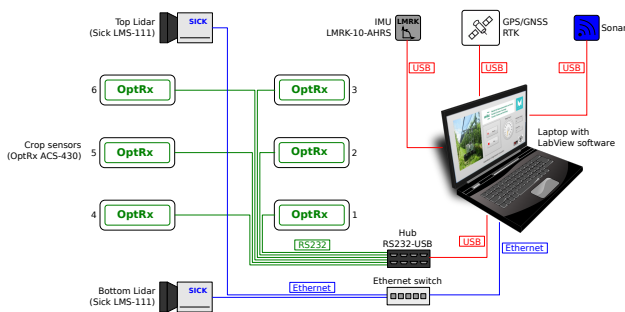 Top Lidar
(Sick LMS-111)
SICK
IMU
LMRK-10-AHRS
LMRK
GPS/GNSS
RTK
Sonar
USB
USB
USB
6
OptRx
OptRx
3
Crop sensors
(OptRx ACS-430)
5
OptRx
OptRx
2
Laptop with
LabView software
4
OptRx
OptRx
1
RS232
Hub
RS232-USB
USB
Ethernet
Bottom Lidar
(Sick LMS-111)
SICK
Ethernet
Ethernet switch